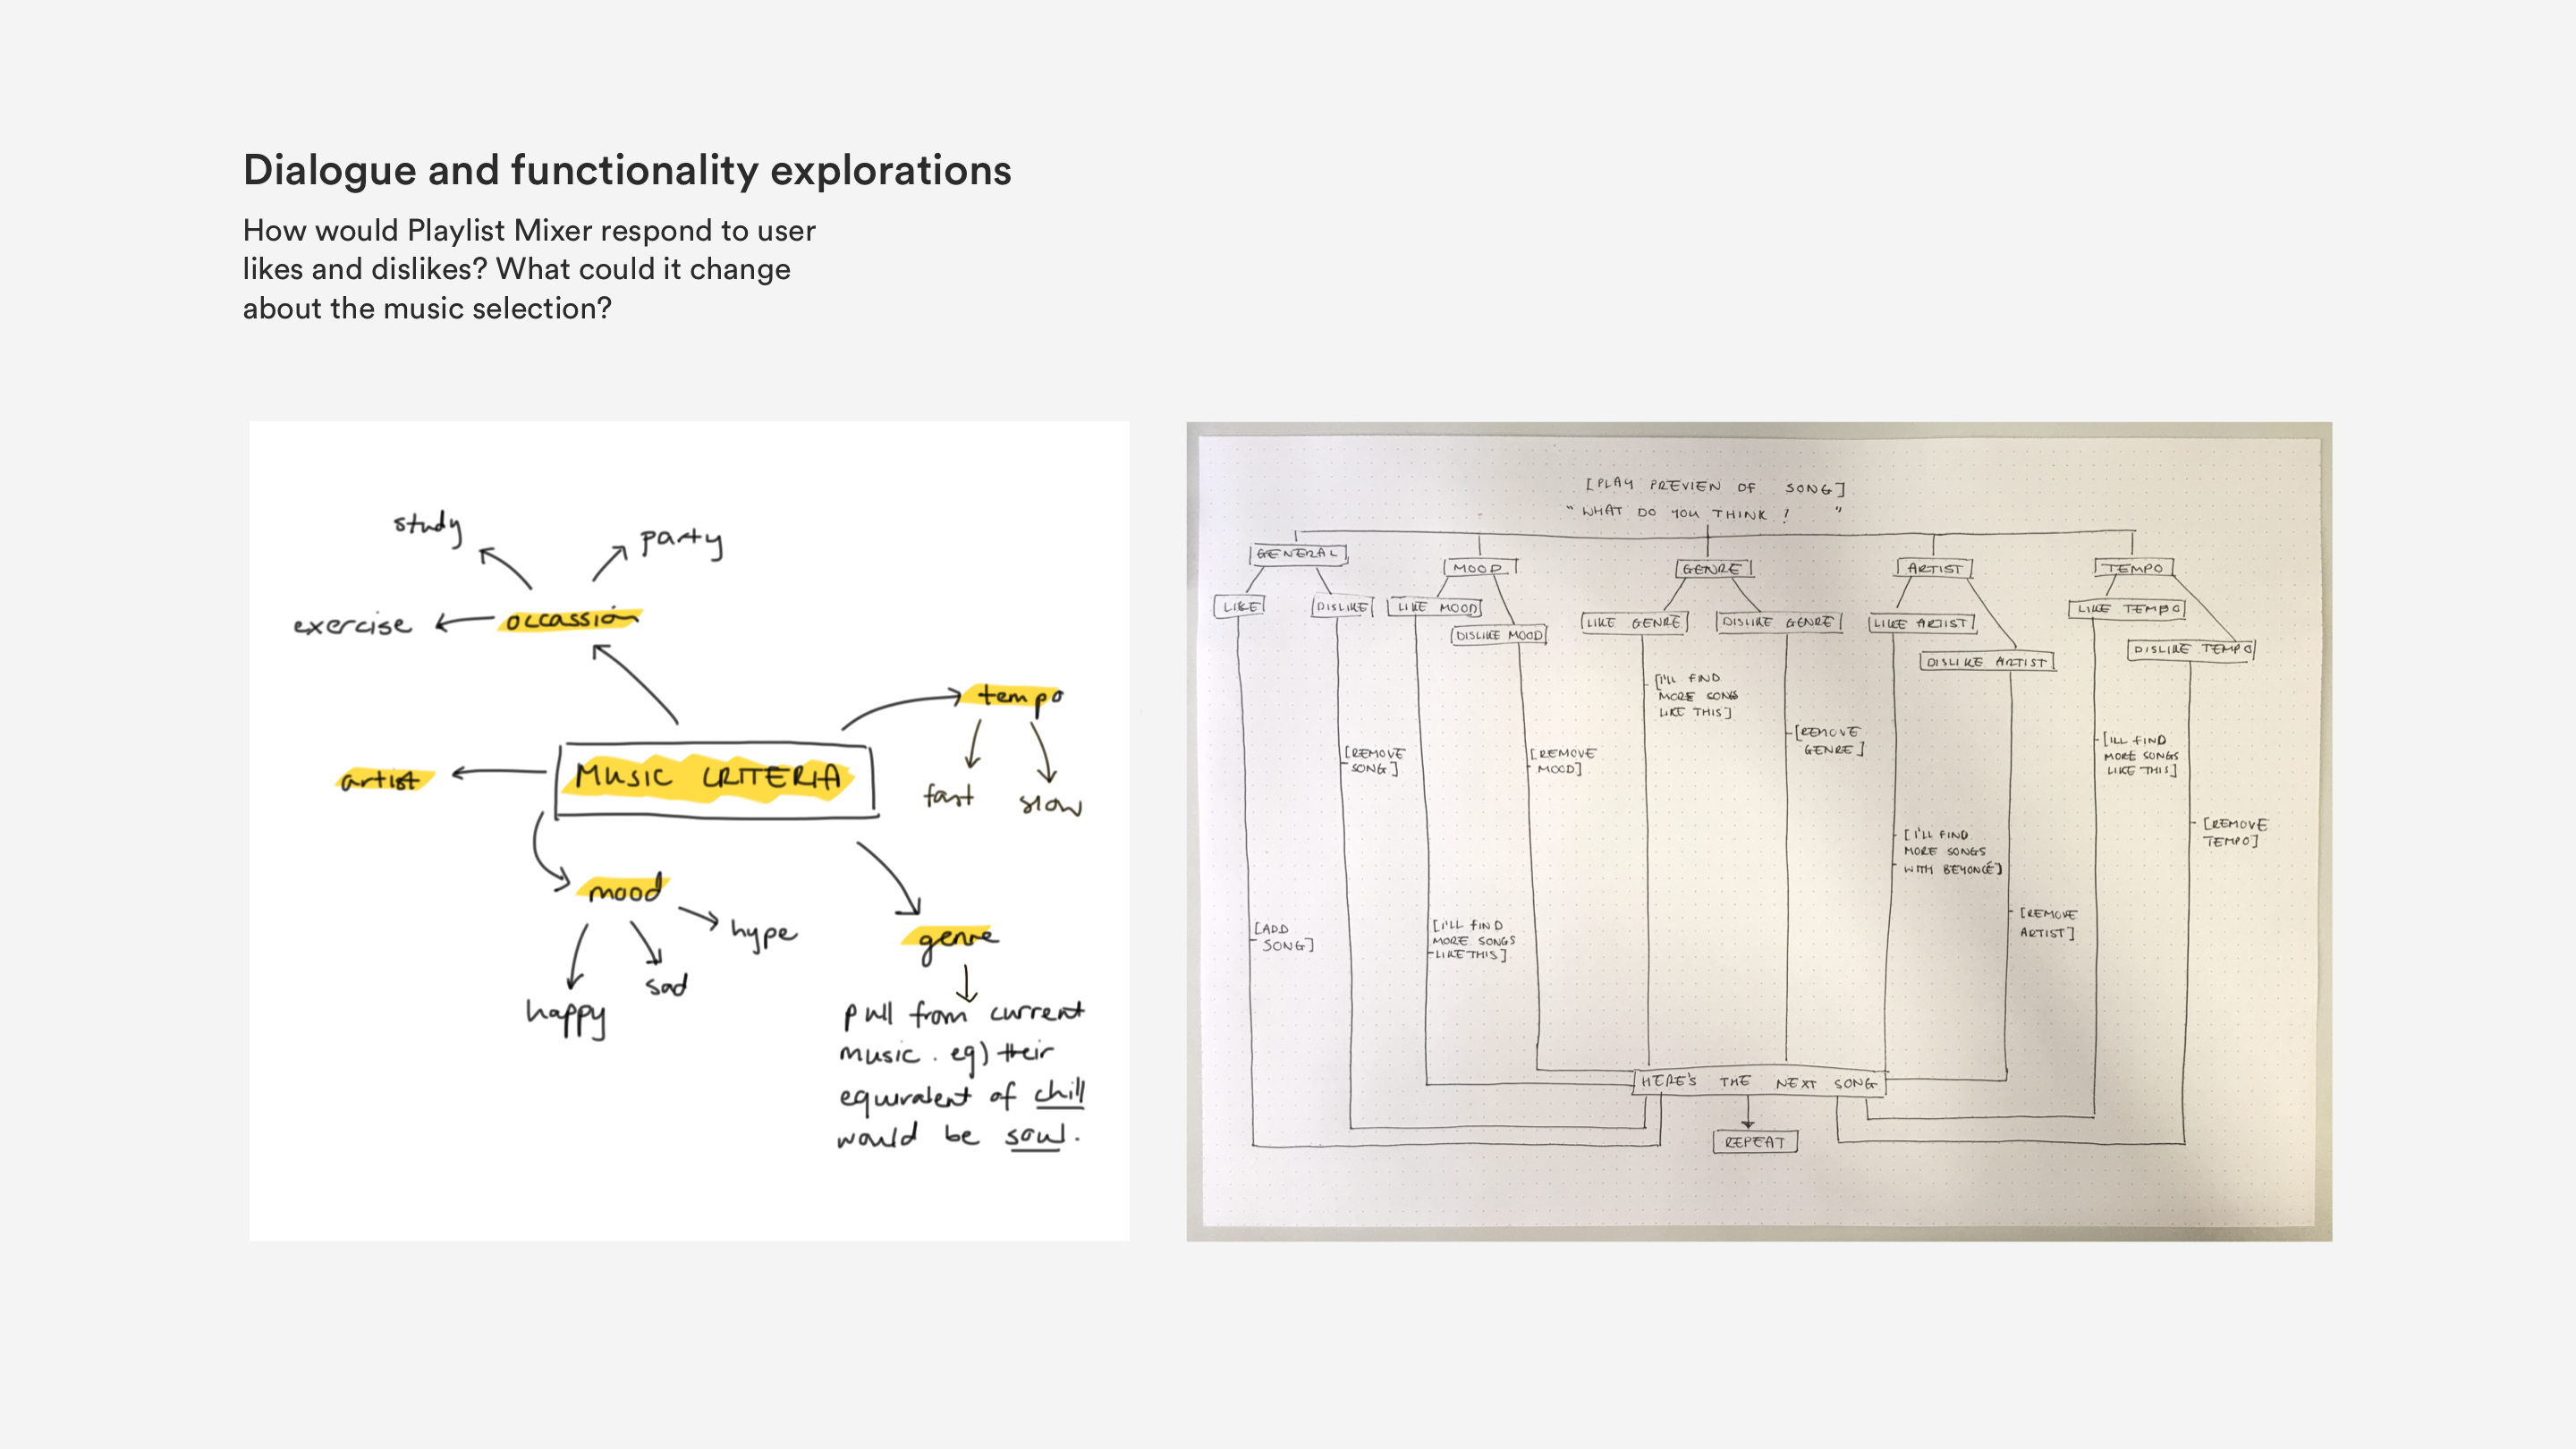 Dialogue and functionality explorations
How would Playlist Mixer respond to user
likes and dislikes? What could it change
about the music selection?
study
party
exercise
occassion
tempo
fast
slow
MUSIC CRITERIA
artist
mood
hype
sad
happy
genre
pull from current
music. eg) their
equivalent of chill
would be soul.
[PLAY PREVIEW OF SONG]
"WHAT DO YOU THINK? "
GENERAL
MOOD
GENRE
ARTIST
TEMPO
LIKE
DISLIKE
LIKE MOOD
DISLIKE MOOD
LIKE GENRE
DISLIKE GENRE
LIKE ARTIST
DISLIKE ARTIST
LIKE TEMPO
DISLIKE TEMPO
[ADD
SONG]
[REMOVE
SONG]
[I'LL FIND
MORE SONGS
LIKE THIS]
[REMOVE
MOOD]
[I'LL FIND
MORE SONGS
LIKE THIS]
[REMOVE
GENRE]
[I'LL FIND
MORE SONGS
WITH BEYONCÉ]
[REMOVE
ARTIST]
[ILL FIND
MORE SONGS
LIKE THIS]
[REMOVE
TEMPO]
HERE'S THE NEXT SONG
REPEAT